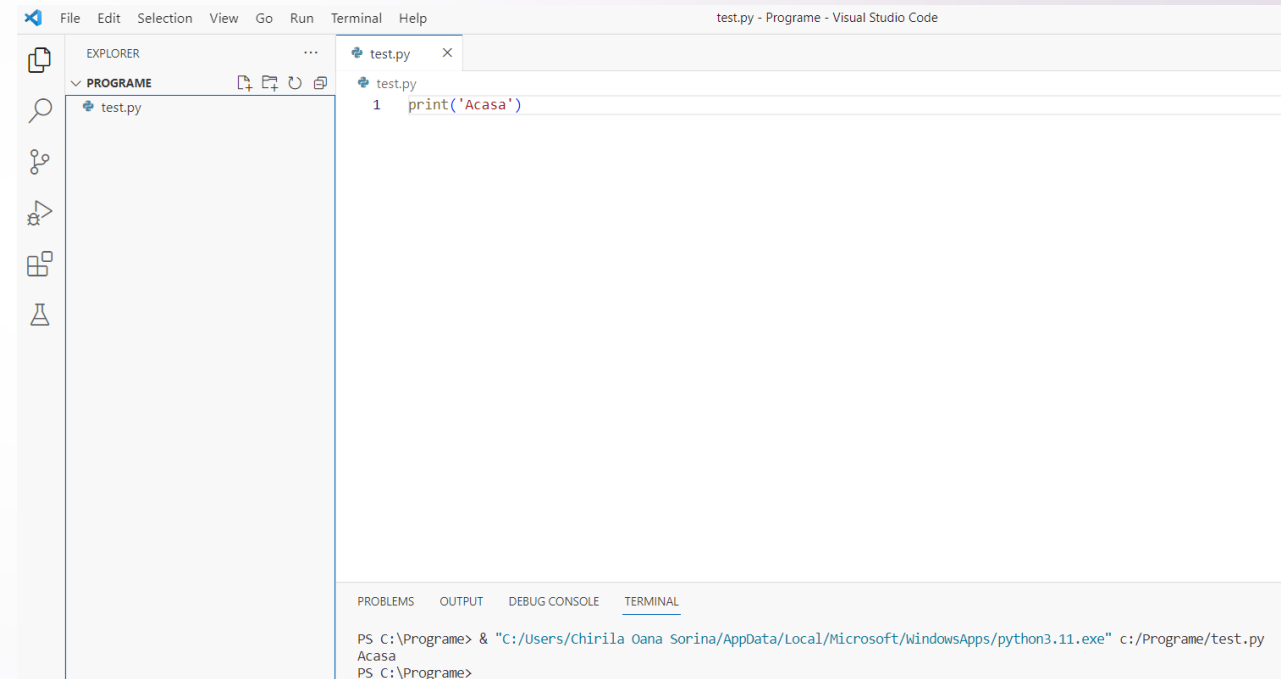 File Edit Selection View Go Run Terminal Help
test.py - Programe - Visual Studio Code
EXPLORER
PROGRAME
test.py
test.py
test.py
1 print('Acasa')
PROBLEMS OUTPUT DEBUG CONSOLE TERMINAL
PS C:\Programe> & "C:/Users/Chirila Oana Sorina/AppData/Local/Microsoft/WindowsApps/python3.11.exe" c:/Programe/test.py
Acasa
PS C:\Programe>